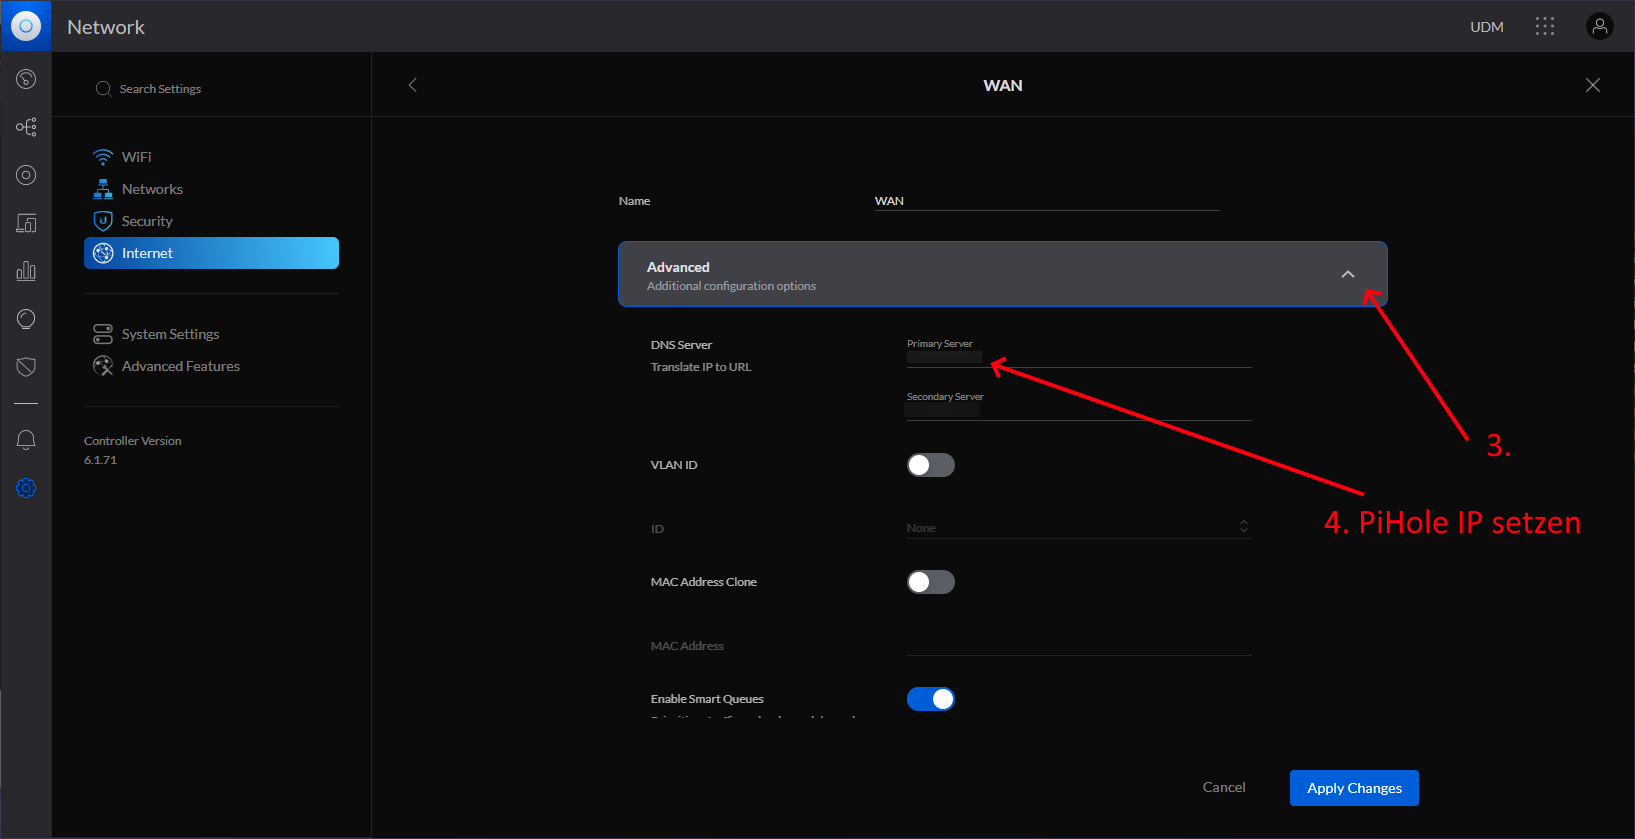 Network
UDM
Search Settings
WAN
WiFi
Networks
Security
Internet
System Settings
Advanced Features
Controller Version
6.1.71
Name
WAN
Advanced
Additional configuration options
DNS Server
Translate IP to URL
Primary Server
Secondary Server
VLAN ID
ID
None
MAC Address Clone
MAC Address
Enable Smart Queues
3.
4. PiHole IP setzen
Cancel
Apply Changes